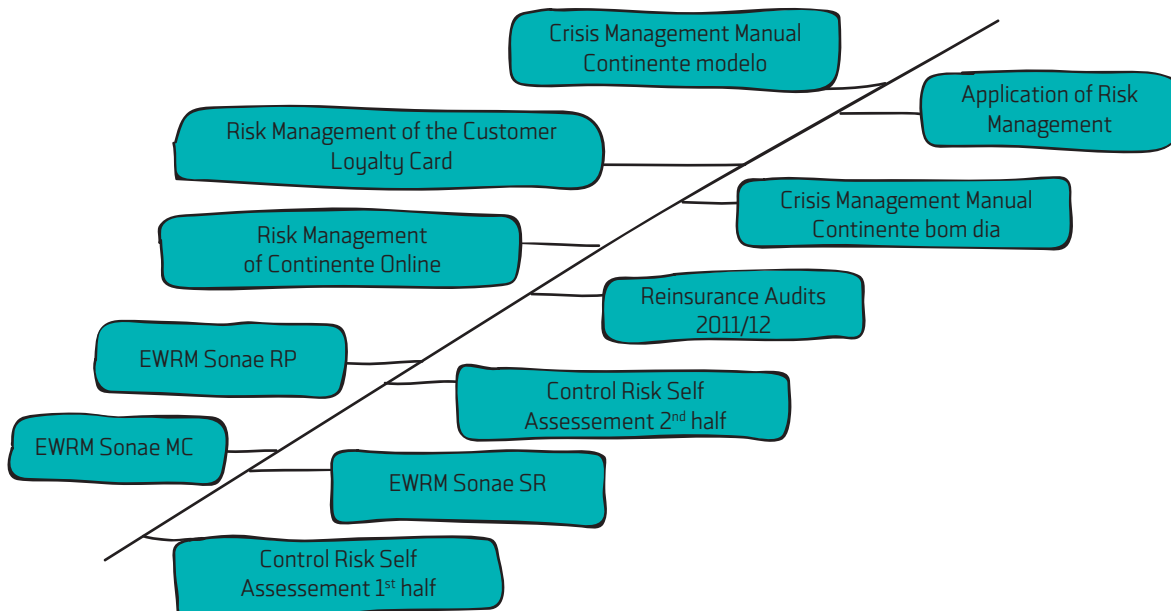 Crisis Management Manual
Continente modelo
Application of Risk
Management
Risk Management of the Customer
Loyalty Card
Crisis Management Manual
Continente bom dia
Risk Management
of Continente Online
Reinsurance Audits
2011/12
EWRM Sonae RP
Control Risk Self
Assessement 2nd half
EWRM Sonae MC
EWRM Sonae SR
Control Risk Self
Assessement 1st half